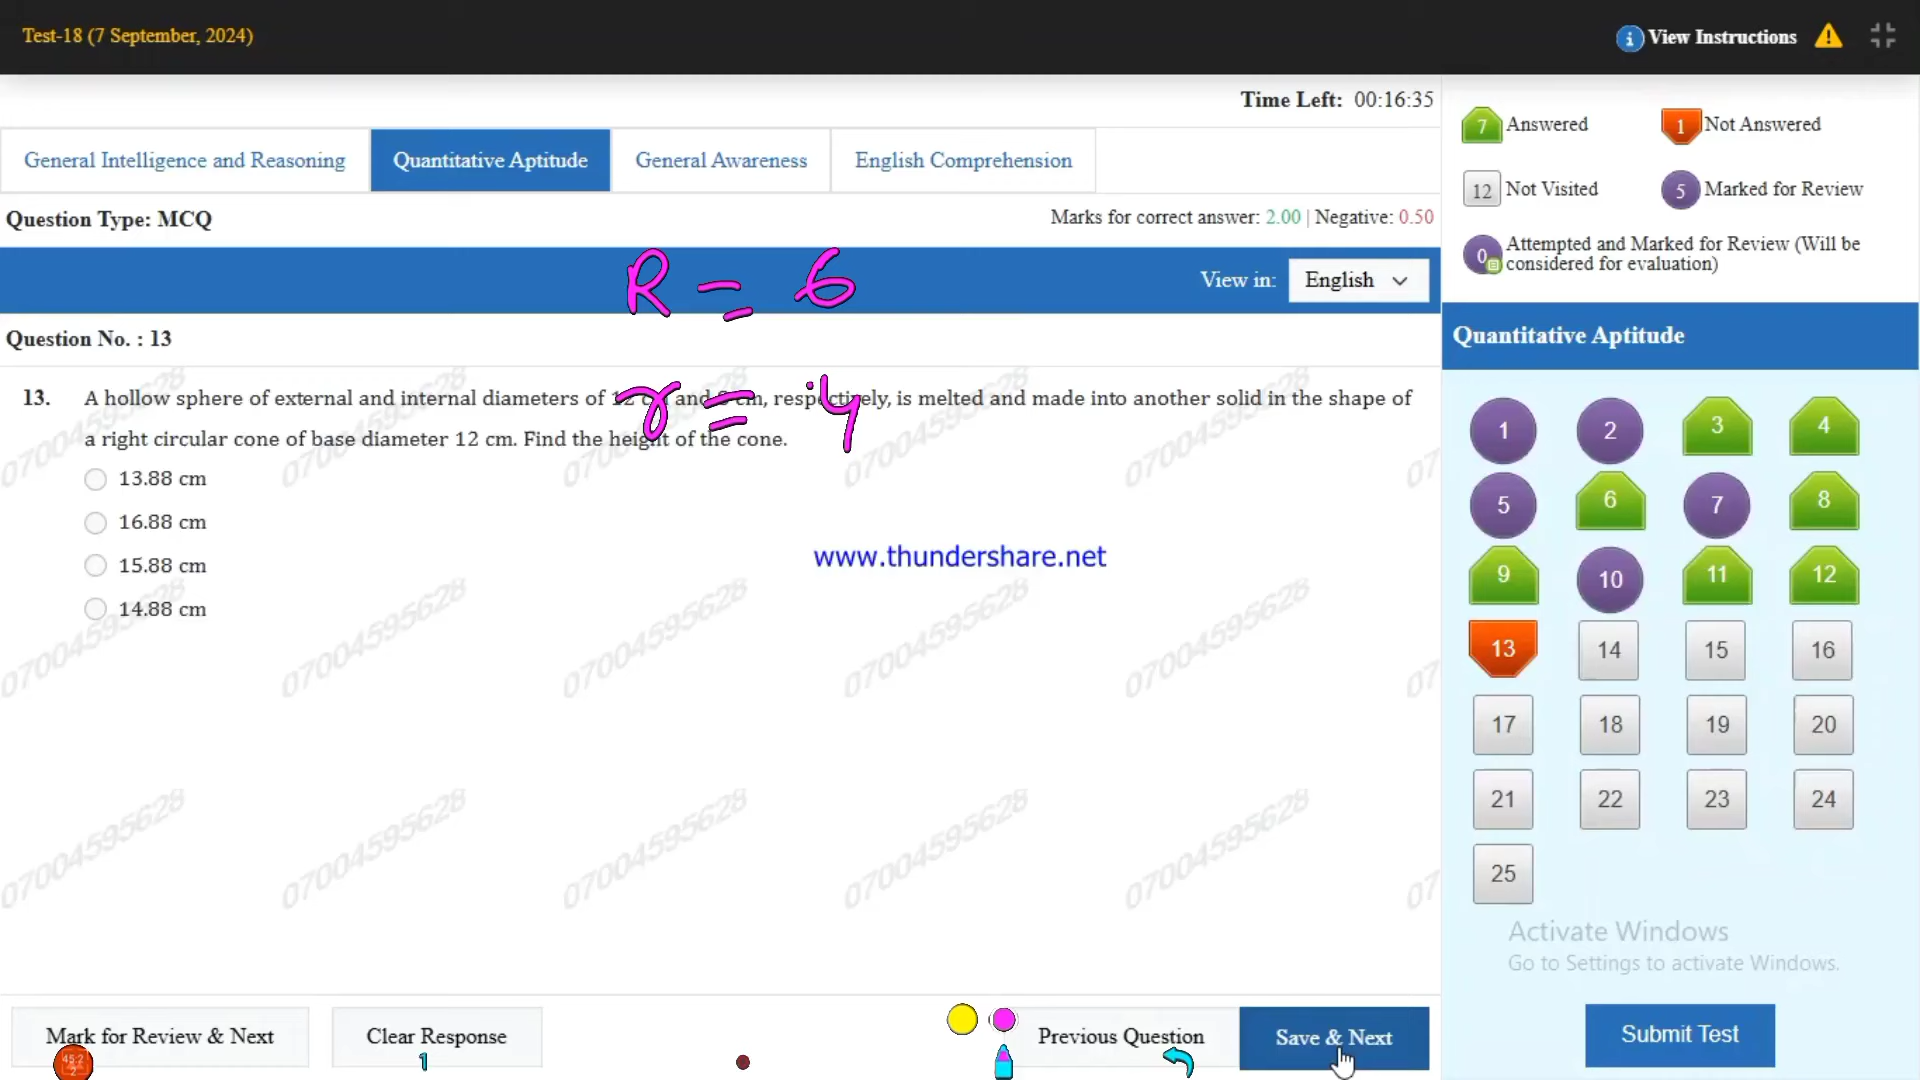 Test-18 (7 September, 2024)
View Instructions
Time Left: 00:16:35
General Intelligence and Reasoning
Quantitative Aptitude
General Awareness
English Comprehension
7 Answered
1 Not Answered
12 Not Visited
5 Marked for Review
0 Attempted and Marked for Review (Will be
considered for evaluation)
Question Type: MCQ
Marks for correct answer: 2.00 | Negative: 0.50
R = 6
View in: English
Question No. : 13
Quantitative Aptitude
r = 4
13. A hollow sphere of external and internal diameters of 12 and cm, respectively, is melted and made into another solid in the shape of
a right circular cone of base diameter 12 cm. Find the height of the cone.
13.88 cm
16.88 cm
15.88 cm
14.88 cm
www.thundershare.net
07004595628
1 2 3 4
5 6 7 8
9 10 11 12
13 14 15 16
17 18 19 20
21 22 23 24
25
Activate Windows
Go to Settings to activate Windows.
Mark for Review & Next
Clear Response
Previous Question
Save & Next
Submit Test
45:2
2
1